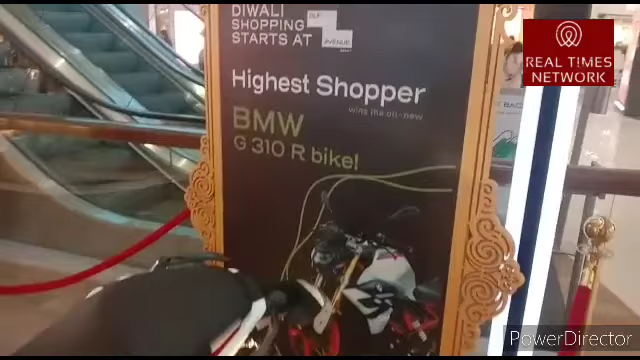 DIWALI
SHOPPING
STARTS AT
DLF
AVENUE
Highest Shopper
wins the all-new
BMW
G 310 R bike!
REAL TIMES
NETWORK
PowerDirector